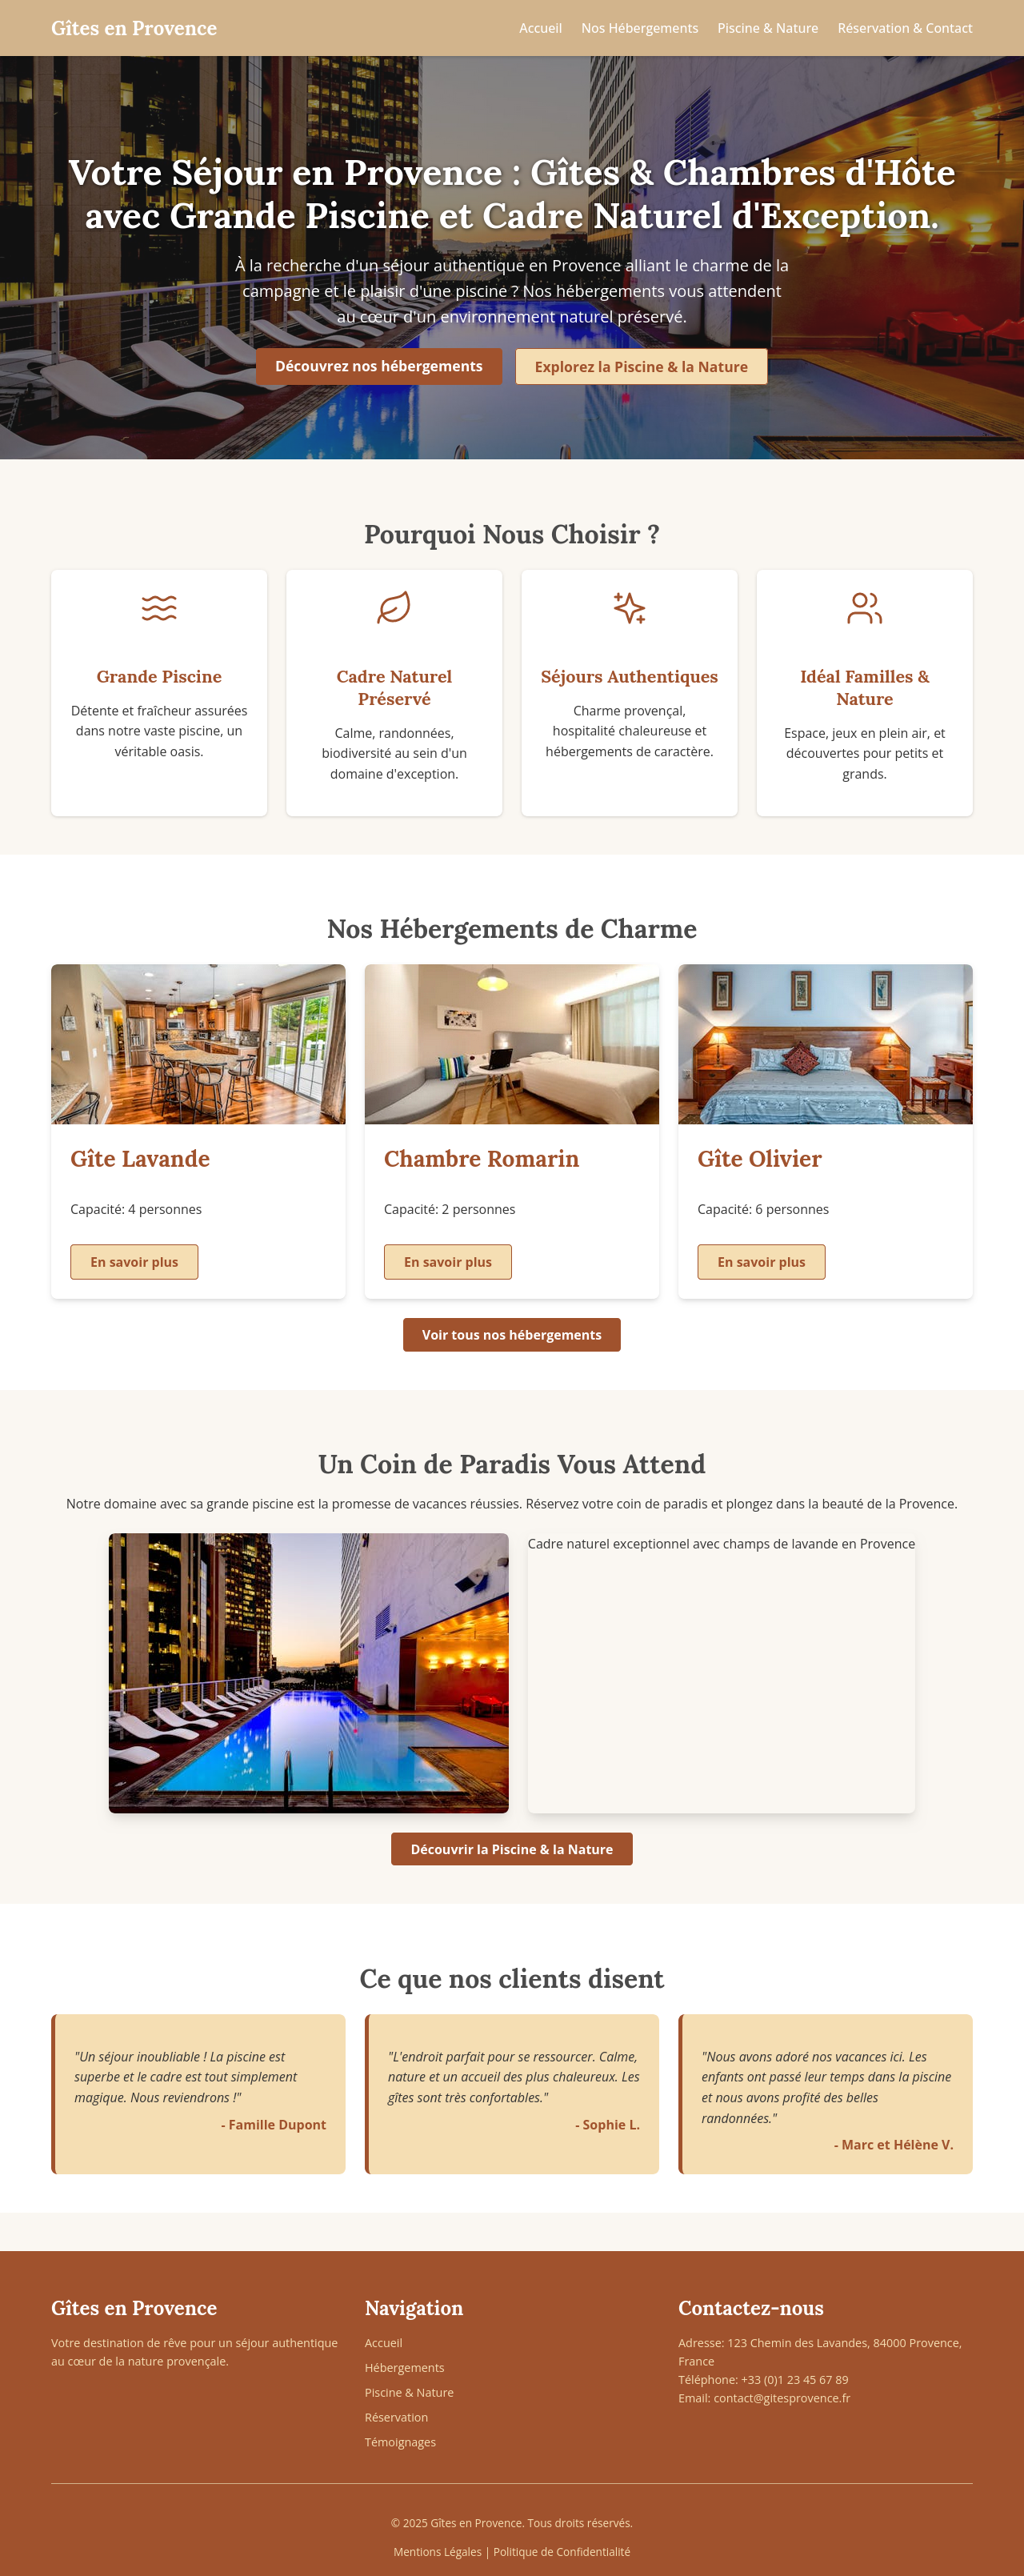 Gîtes en Provence
Accueil
Nos Hébergements
Piscine & Nature
Réservation & Contact
Votre Séjour en Provence : Gîtes & Chambres d'Hôte
avec Grande Piscine et Cadre Naturel d'Exception.
À la recherche d'un séjour authentique en Provence alliant le charme de la
campagne et le plaisir d'une piscine ? Nos hébergements vous attendent
au cœur d'un environnement naturel préservé.
Découvrez nos hébergements
Explorez la Piscine & la Nature
Pourquoi Nous Choisir ?
Grande Piscine
Détente et fraîcheur assurées
dans notre vaste piscine, un
véritable oasis.
Cadre Naturel
Préservé
Calme, randonnées,
biodiversité au sein d'un
domaine d'exception.
Séjours Authentiques
Charme provençal,
hospitalité chaleureuse et
hébergements de caractère.
Idéal Familles &
Nature
Espace, jeux en plein air, et
découvertes pour petits et
grands.
Nos Hébergements de Charme
Gîte Lavande
Capacité: 4 personnes
En savoir plus
Chambre Romarin
Capacité: 2 personnes
En savoir plus
Gîte Olivier
Capacité: 6 personnes
En savoir plus
Voir tous nos hébergements
Un Coin de Paradis Vous Attend
Notre domaine avec sa grande piscine est la promesse de vacances réussies. Réservez votre coin de paradis et plongez dans la beauté de la Provence.
Cadre naturel exceptionnel avec champs de lavande en Provence
Découvrir la Piscine & la Nature
Ce que nos clients disent
"Un séjour inoubliable ! La piscine est
superbe et le cadre est tout simplement
magique. Nous reviendrons !"
- Famille Dupont
"L'endroit parfait pour se ressourcer. Calme,
nature et un accueil des plus chaleureux. Les
gîtes sont très confortables."
- Sophie L.
"Nous avons adoré nos vacances ici. Les
enfants ont passé leur temps dans la piscine
et nous avons profité des belles
randonnées."
- Marc et Hélène V.
Gîtes en Provence
Votre destination de rêve pour un séjour authentique
au cœur de la nature provençale.
Navigation
Accueil
Hébergements
Piscine & Nature
Réservation
Témoignages
Contactez-nous
Adresse: 123 Chemin des Lavandes, 84000 Provence,
France
Téléphone: +33 (0)1 23 45 67 89
Email: contact@gitesprovence.fr
© 2025 Gîtes en Provence. Tous droits réservés.
Mentions Légales | Politique de Confidentialité